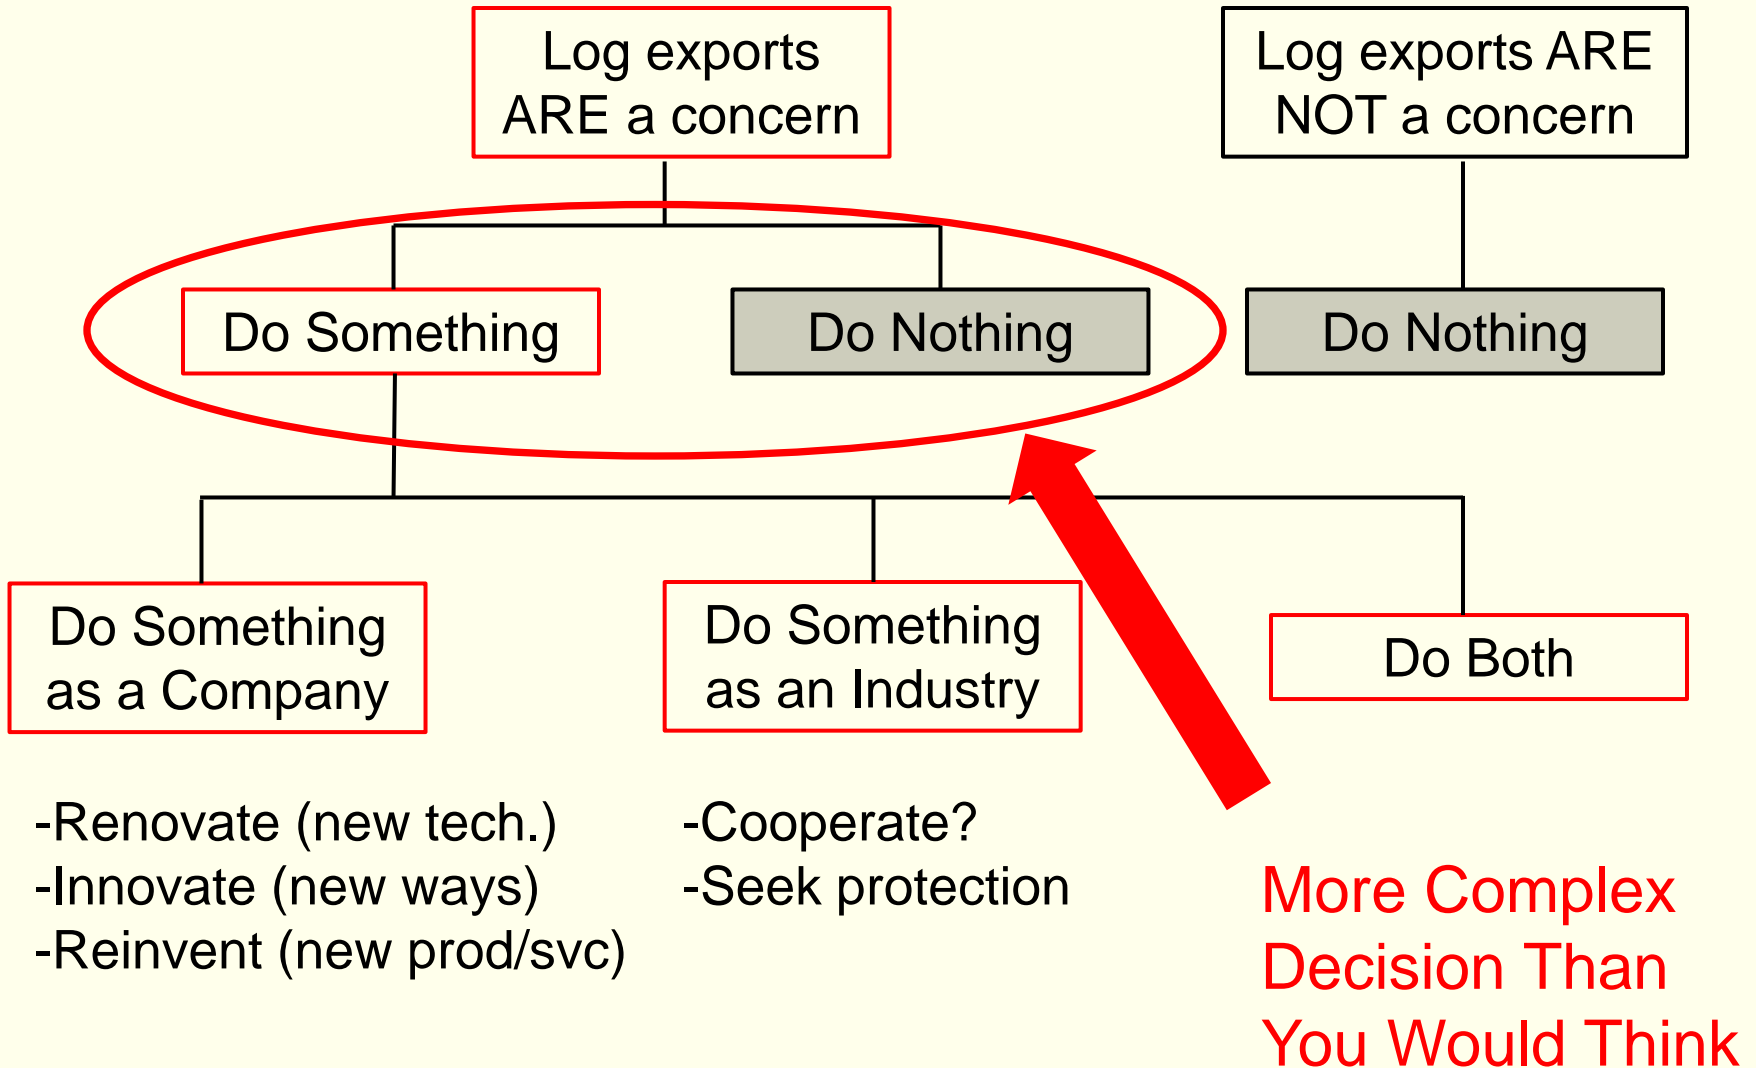 Log exports
ARE a concern
Log exports ARE
NOT a concern
Do Something
Do Nothing
Do Nothing
Do Something
as a Company
Do Something
as an Industry
Do Both
-Renovate (new tech.)
-Innovate (new ways)
-Reinvent (new prod/svc)
-Cooperate?
-Seek protection
More Complex
Decision Than
You Would Think